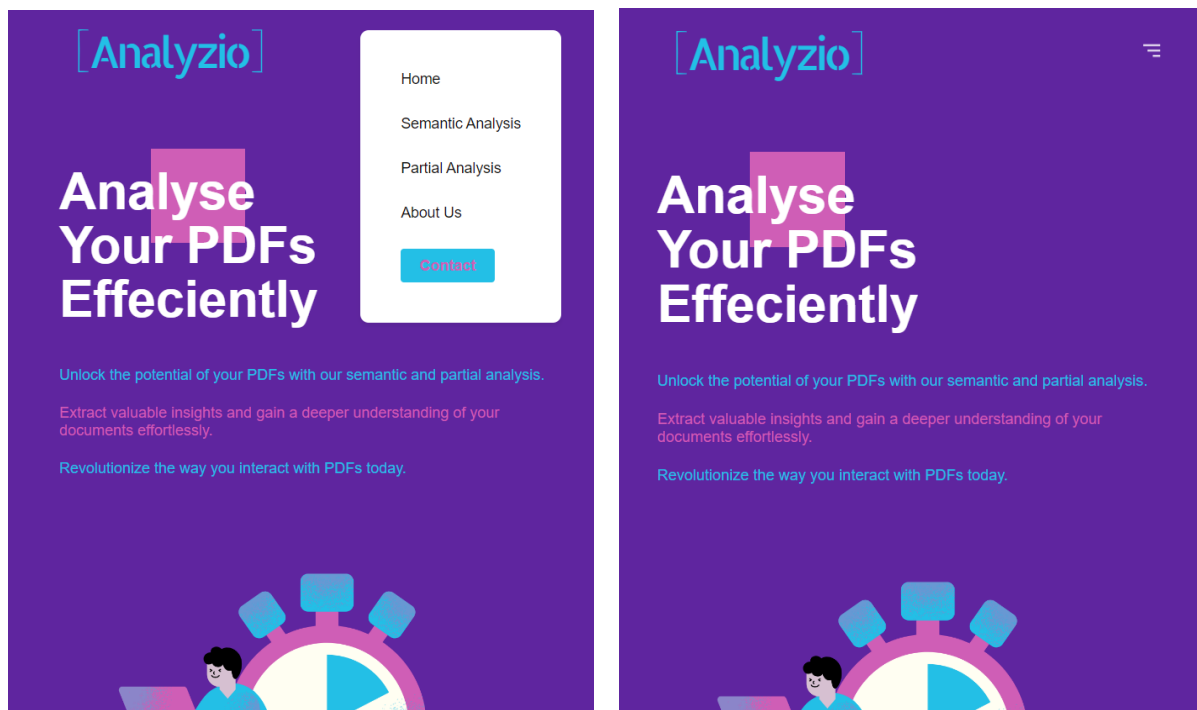 [Analyzio]
Home
Semantic Analysis
Partial Analysis
About Us
Contact
Analyse
Your PDFs
Effeciently
Unlock the potential of your PDFs with our semantic and partial analysis.
Extract valuable insights and gain a deeper understanding of your
documents effortlessly.
Revolutionize the way you interact with PDFs today.
[Analyzio]
Analyse
Your PDFs
Effeciently
Unlock the potential of your PDFs with our semantic and partial analysis.
Extract valuable insights and gain a deeper understanding of your
documents effortlessly.
Revolutionize the way you interact with PDFs today.